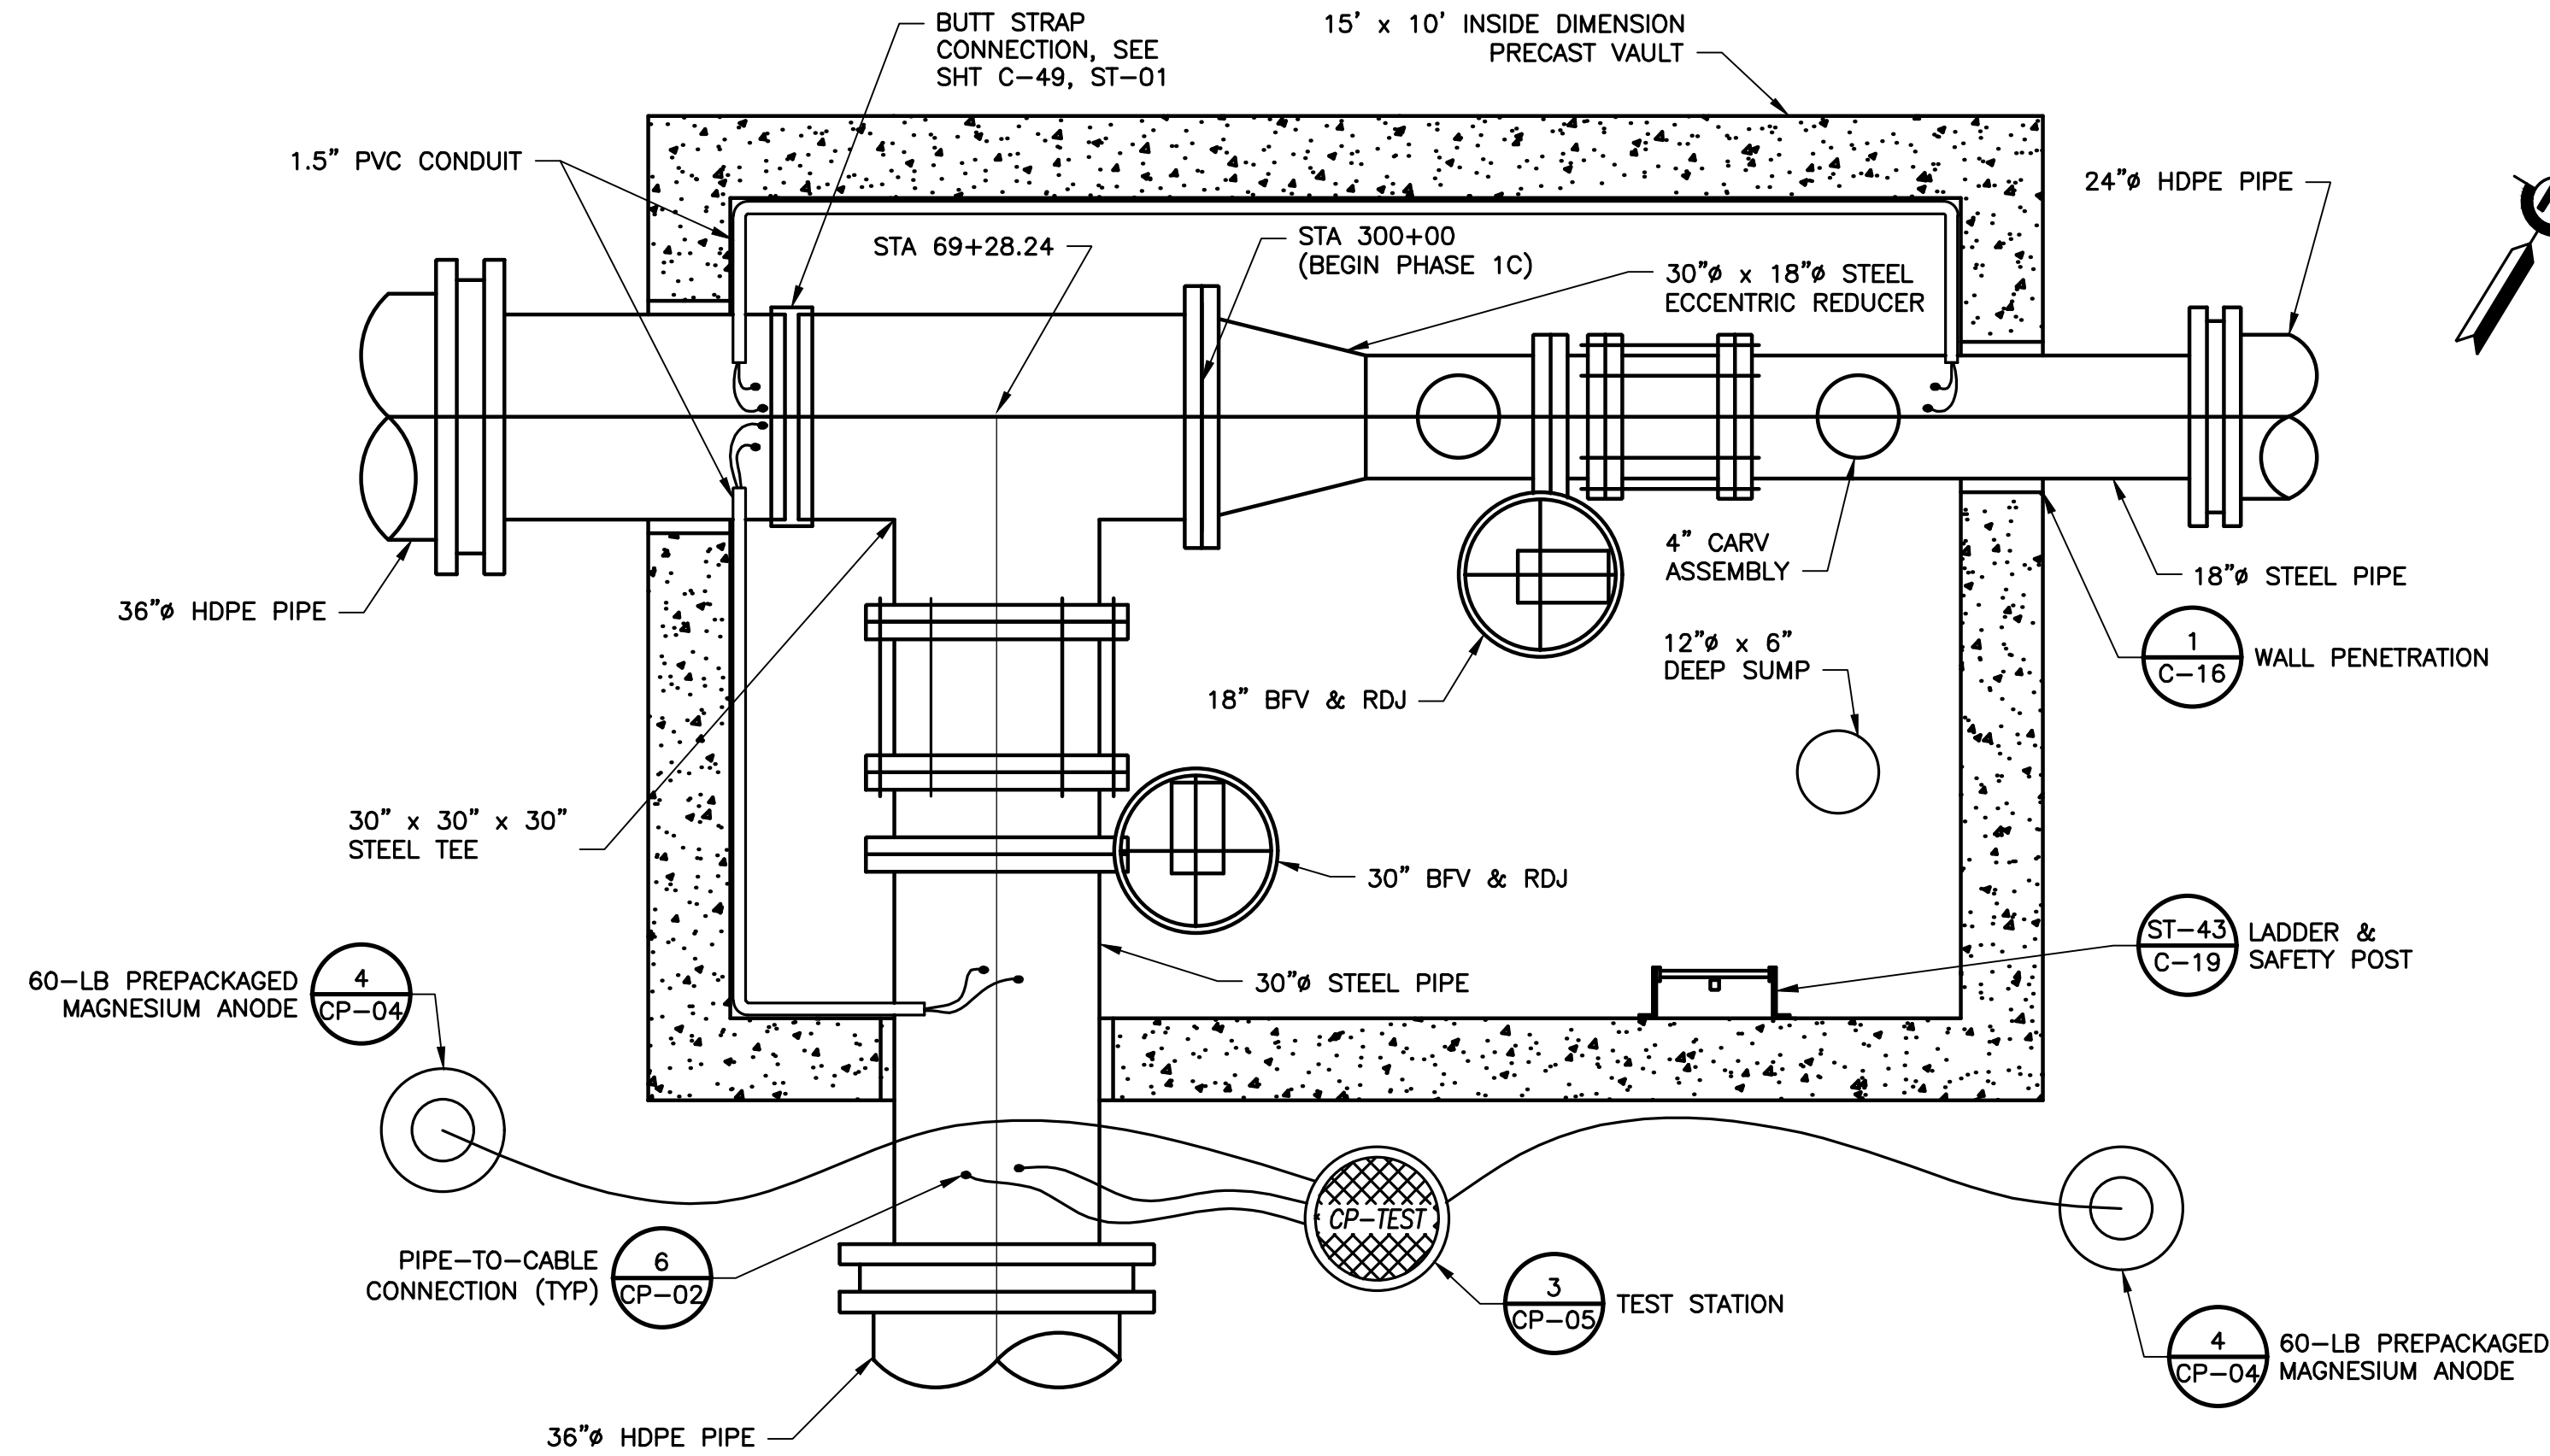 BUTT STRAP
CONNECTION, SEE
SHT C-49, ST-01
15' x 10' INSIDE DIMENSION
PRECAST VAULT
1.5" PVC CONDUIT
24"ø HDPE PIPE
STA 69+28.24
STA 300+00
(BEGIN PHASE 1C)
30"ø x 18"ø STEEL
ECCENTRIC REDUCER
36"ø HDPE PIPE
4" CARV
ASSEMBLY
18"ø STEEL PIPE
12"ø x 6"
DEEP SUMP
1
C-16
WALL PENETRATION
18" BFV & RDJ
30" x 30" x 30"
STEEL TEE
30" BFV & RDJ
ST-43
C-19
LADDER &
SAFETY POST
60-LB PREPACKAGED
MAGNESIUM ANODE
4
CP-04
30"ø STEEL PIPE
CP-TEST
PIPE-TO-CABLE
CONNECTION (TYP)
6
CP-02
3
CP-05
TEST STATION
4
CP-04
60-LB PREPACKAGED
MAGNESIUM ANODE
36"ø HDPE PIPE